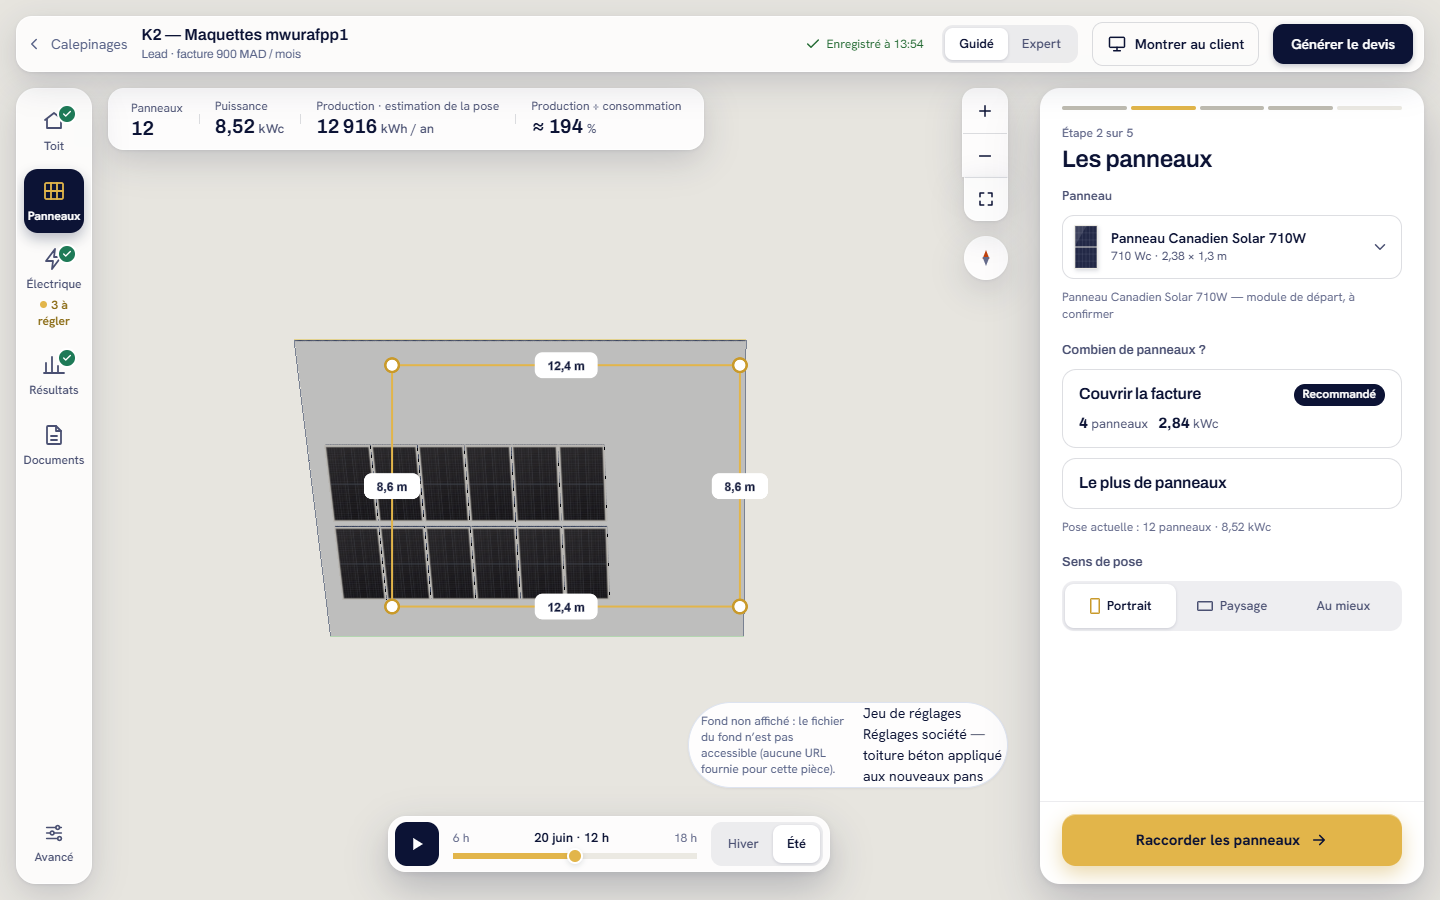 Calepinages
K2 — Maquettes mwurafpp1
Lead · facture 900 MAD / mois
Enregistré à 13:54
Guidé
Expert
Montrer au client
Générer le devis
Toit
Panneaux
Électrique
3 à
régler
Résultats
Documents
Avancé
Panneaux
12
Puissance
8,52 kWc
Production · estimation de la pose
12 916 kWh / an
Production ÷ consommation
≈ 194 %
12,4 m
8,6 m
8,6 m
12,4 m
Fond non affiché : le fichier
du fond n’est pas
accessible (aucune URL
fournie pour cette pièce).
Jeu de réglages
Réglages société —
toiture béton appliqué
aux nouveaux pans
6 h
20 juin · 12 h
18 h
Hiver
Été
Étape 2 sur 5
Les panneaux
Panneau
Panneau Canadien Solar 710W
710 Wc · 2,38 × 1,3 m
Panneau Canadien Solar 710W — module de départ, à
confirmer
Combien de panneaux ?
Couvrir la facture
Recommandé
4 panneaux 2,84 kWc
Le plus de panneaux
Pose actuelle : 12 panneaux · 8,52 kWc
Sens de pose
Portrait
Paysage
Au mieux
Raccorder les panneaux